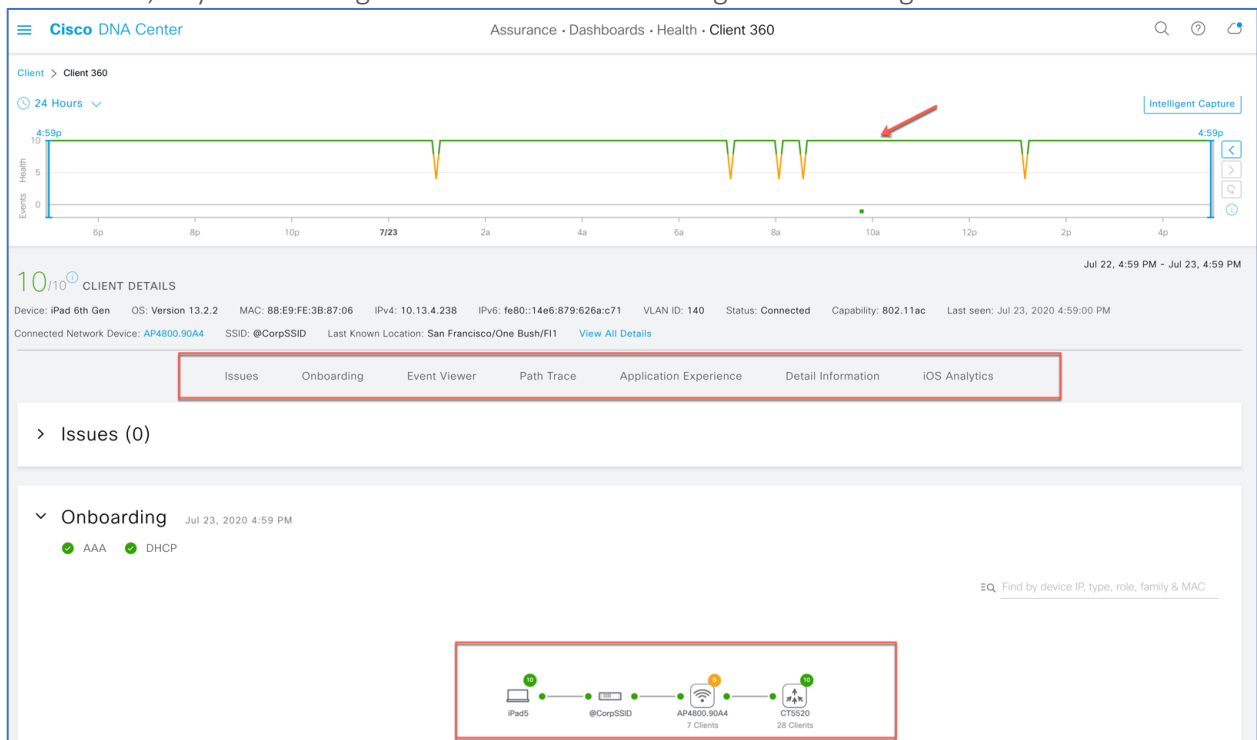 Cisco DNA Center
Assurance · Dashboards · Health · Client 360
Client > Client 360
24 Hours
Intelligent Capture
4:59p
4:59p
10
Health
5
Events
0
6p 8p 10p 7/23 2a 4a 6a 8a 10a 12p 2p 4p
Jul 22, 4:59 PM - Jul 23, 4:59 PM
10/10 CLIENT DETAILS
Device: iPad 6th Gen OS: Version 13.2.2 MAC: 88:E9:FE:3B:87:06 IPv4: 10.13.4.238 IPv6: fe80::14e6:879:626a:c71 VLAN ID: 140 Status: Connected Capability: 802.11ac Last seen: Jul 23, 2020 4:59:00 PM
Connected Network Device: AP4800.90A4 SSID: @CorpSSID Last Known Location: San Francisco/One Bush/Fl1 View All Details
Issues Onboarding Event Viewer Path Trace Application Experience Detail Information iOS Analytics
Issues (0)
Onboarding Jul 23, 2020 4:59 PM
AAA DHCP
Find by device IP, type, role, family & MAC
10 10
iPad5 @CorpSSID AP4800.90A4 CT5520
7 Clients 28 Clients